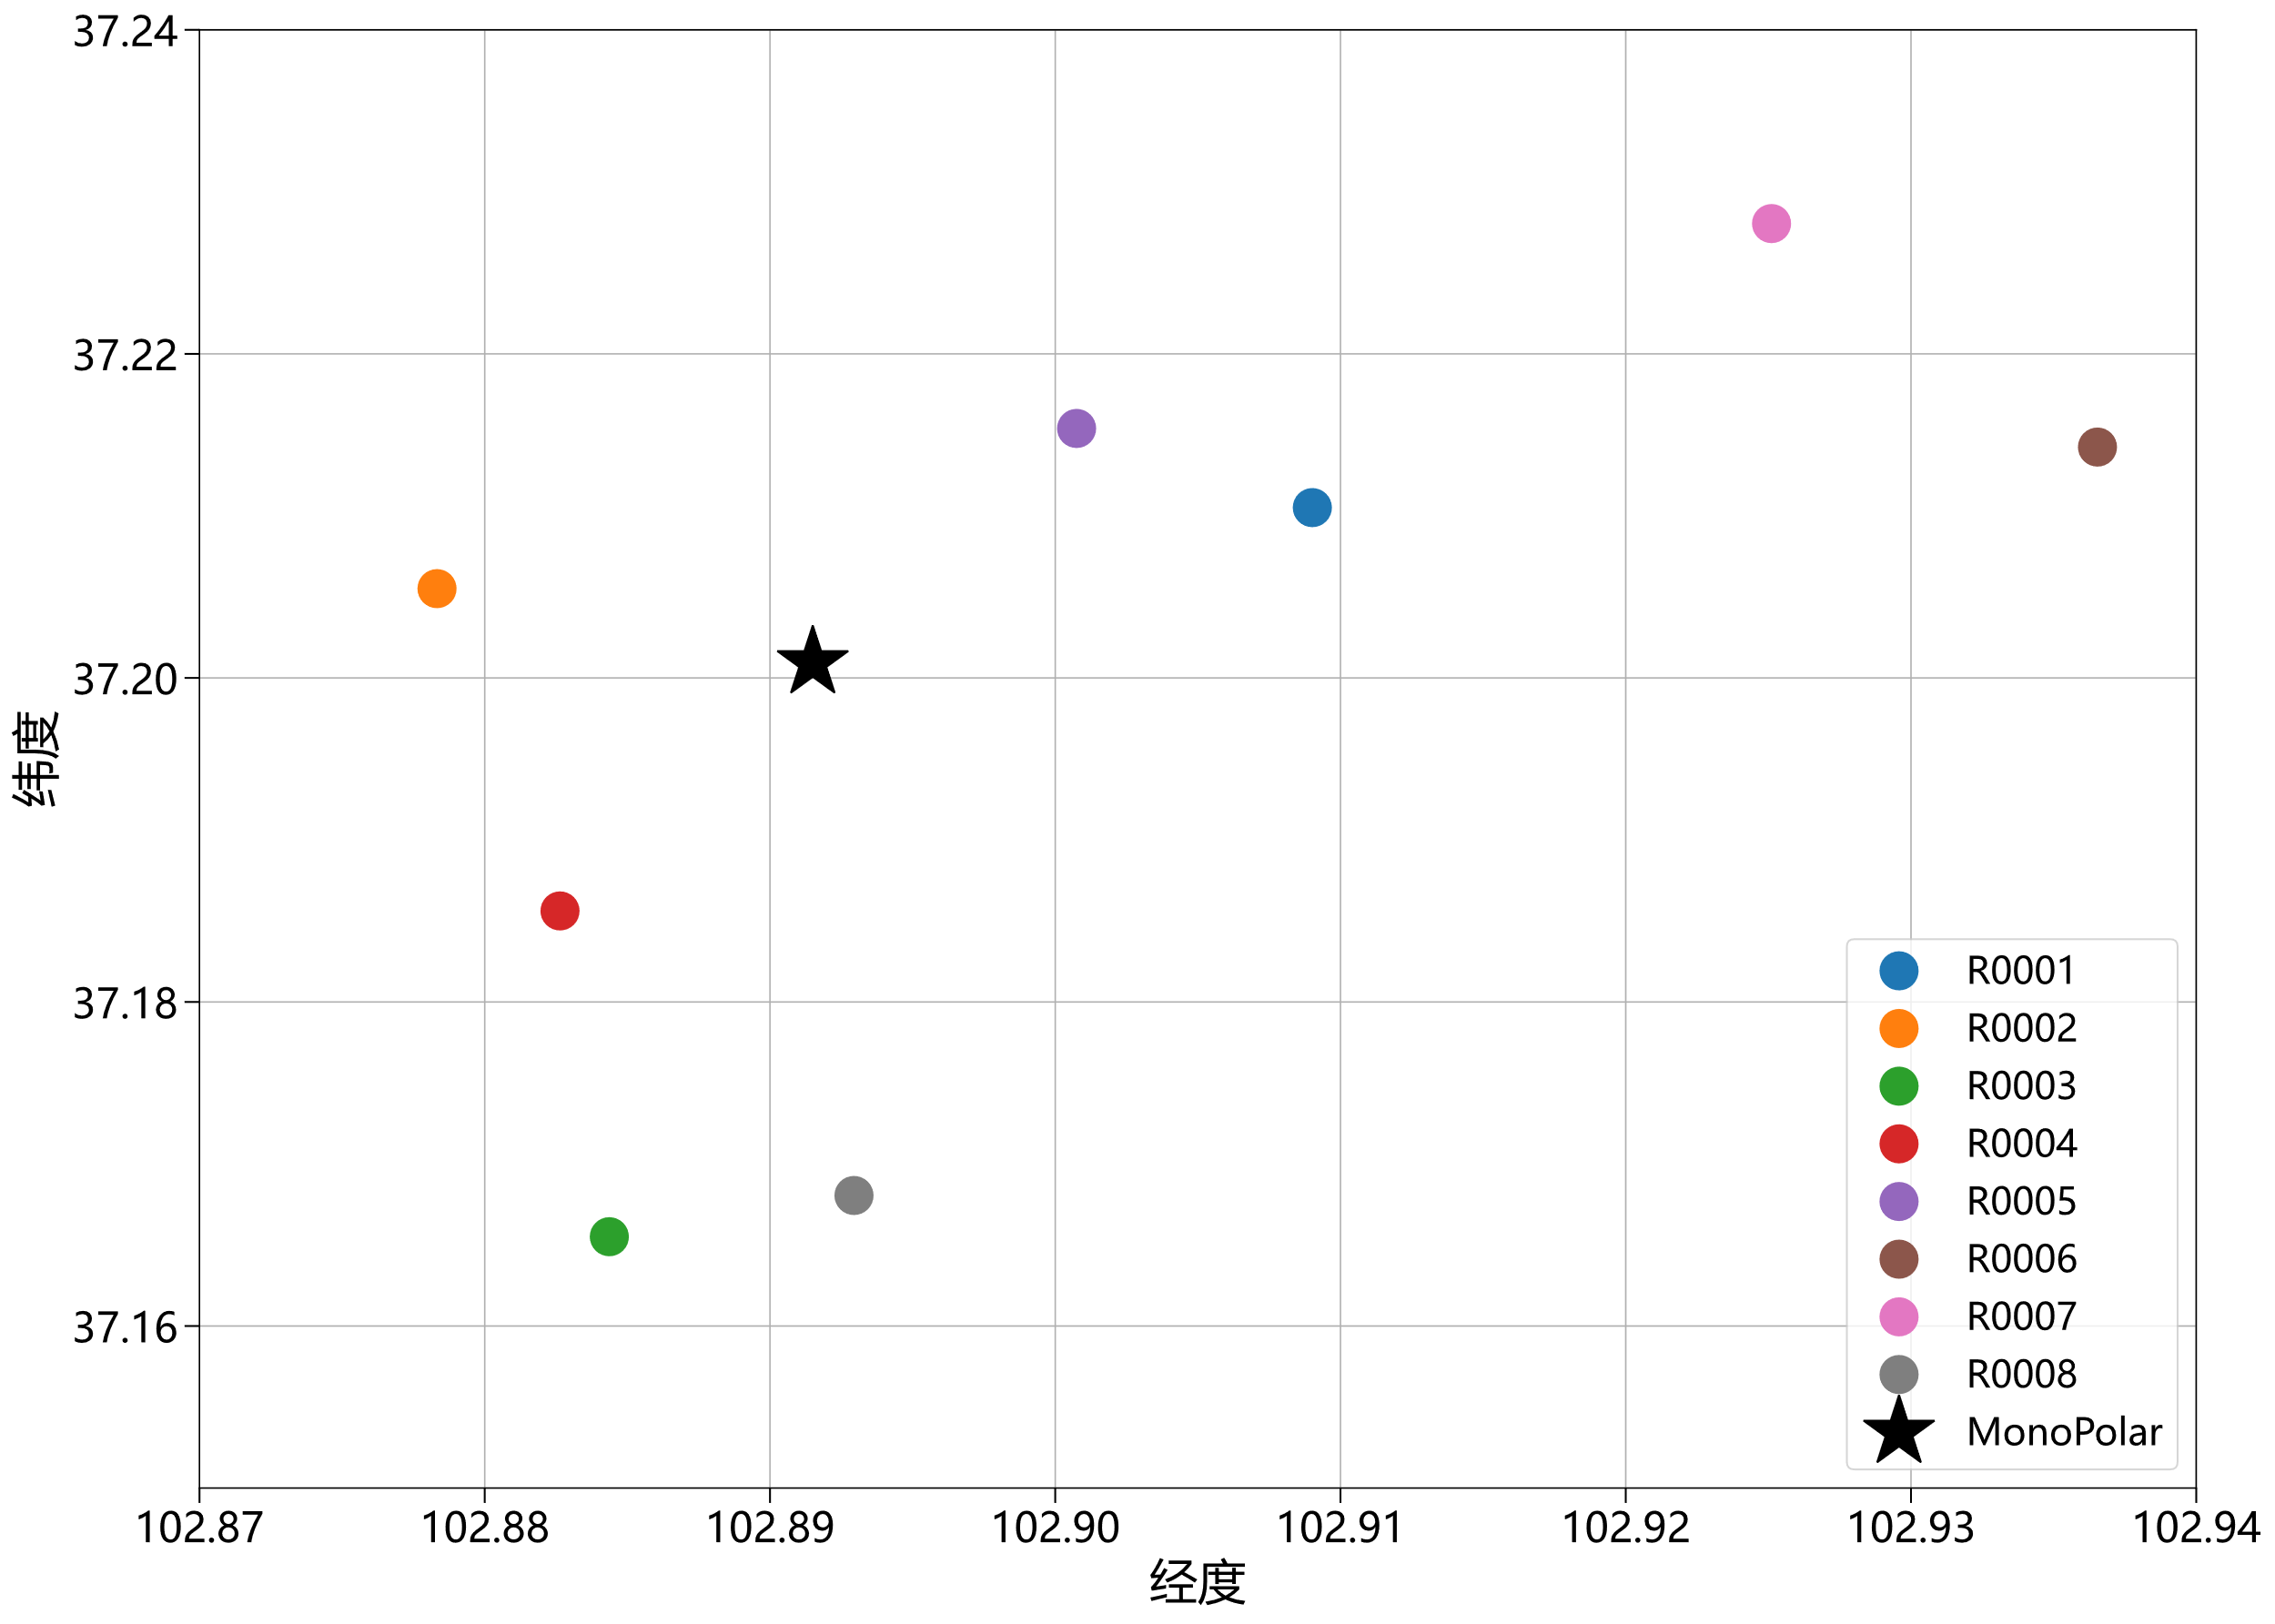 37.24
37.22
37.20
37.18
37.16
纬度
102.87
102.88
102.89
102.90
102.91
102.92
102.93
102.94
经度
R0001
R0002
R0003
R0004
R0005
R0006
R0007
R0008
MonoPolar